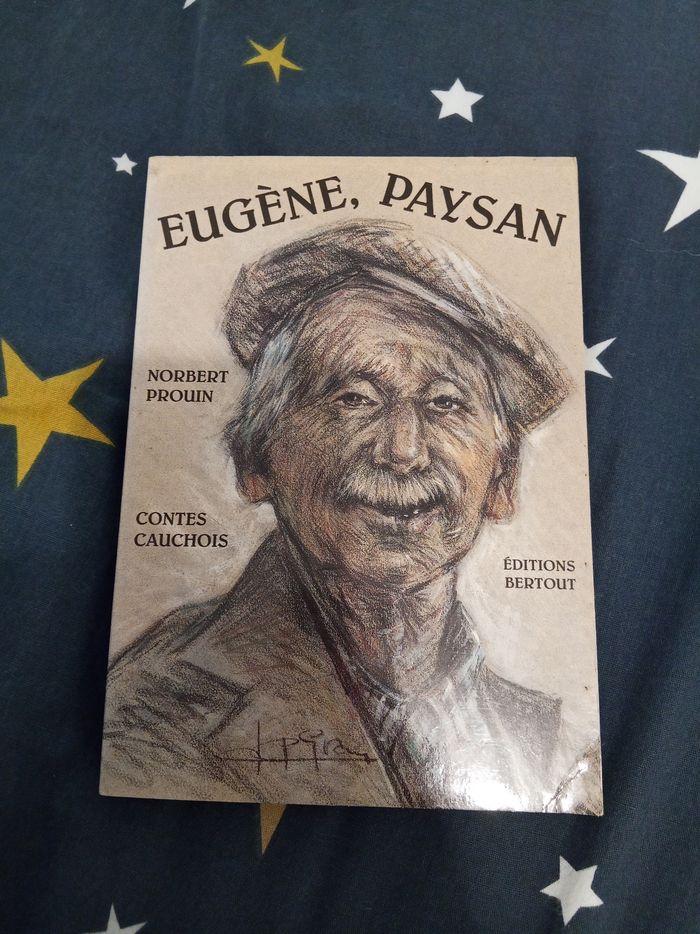 EUGÈNE, PAYSAN
NORBERT
PROUIN
CONTES
CAUCHOIS
ÉDITIONS
BERTOUT